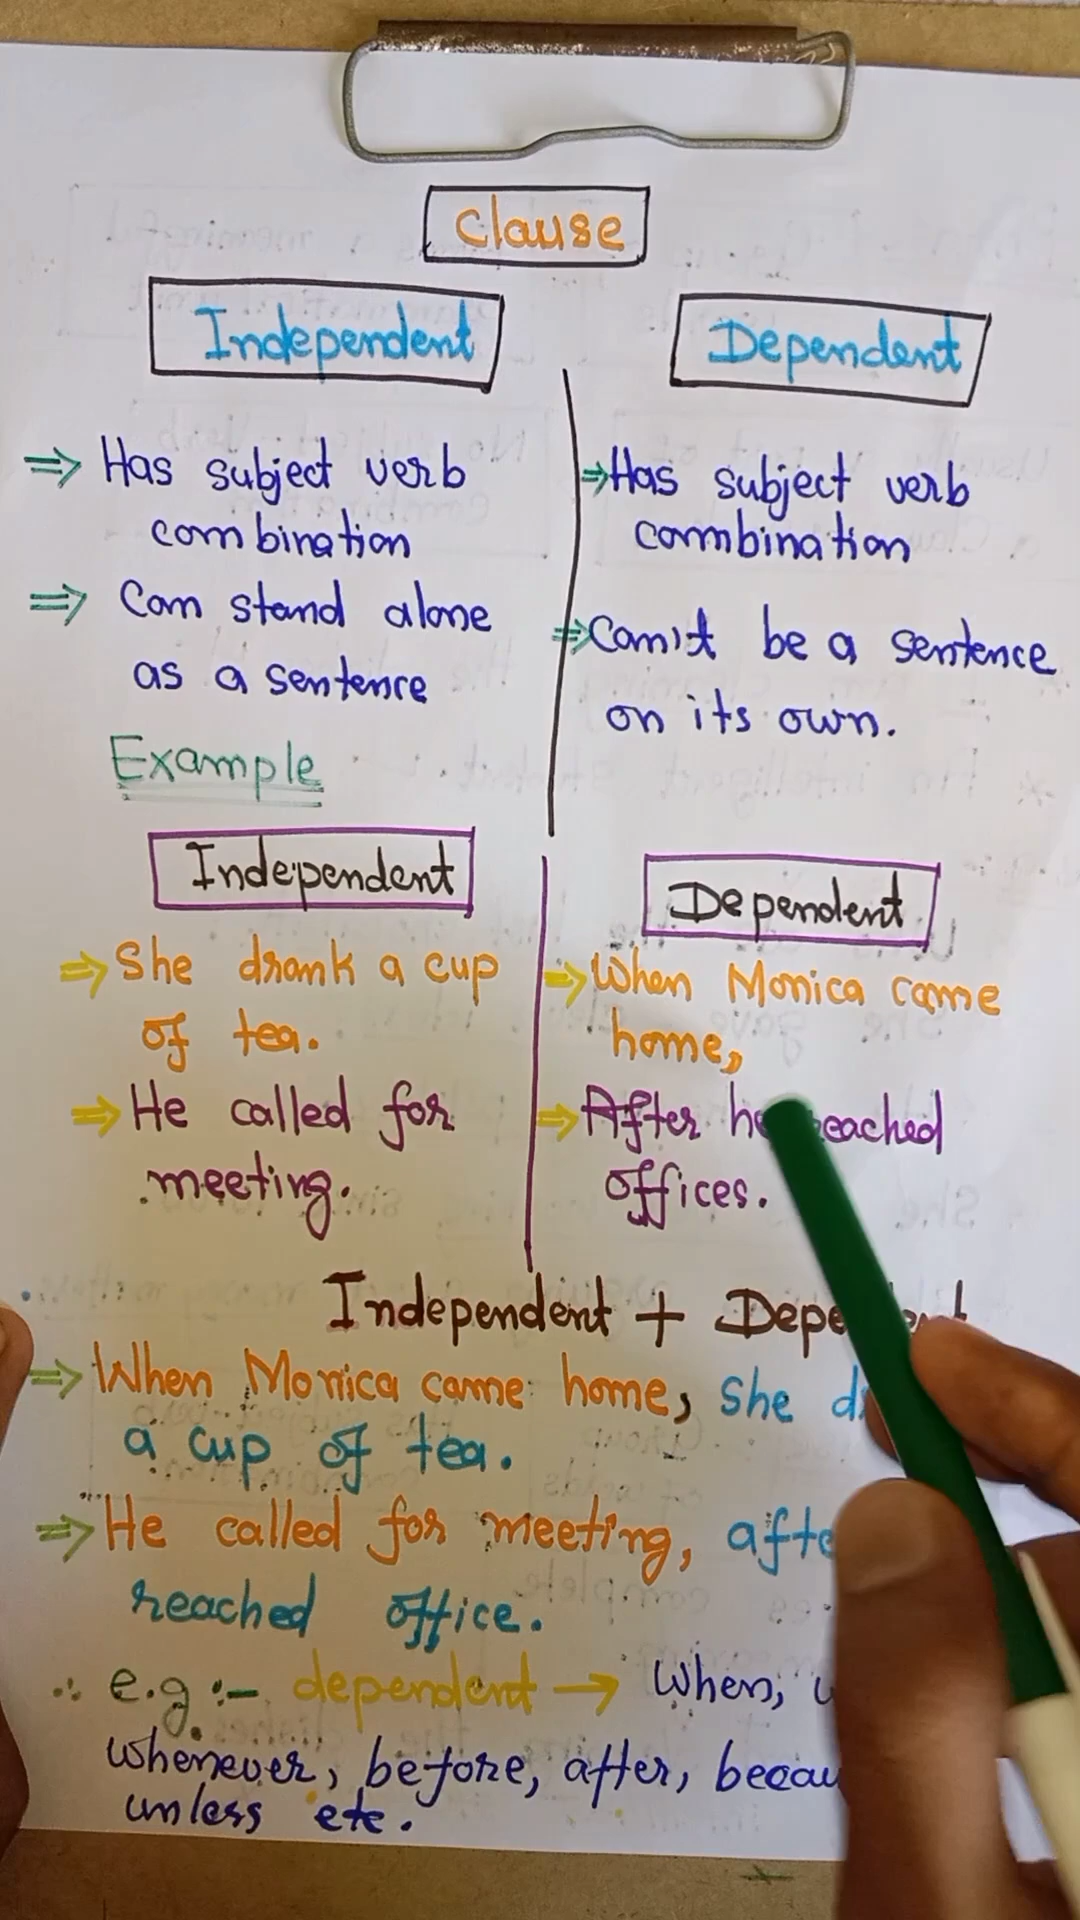 Clause
Independent
Dependent
⇒ Has subject verb
combination
⇒ Can stand alone
as a sentence
⇒ Has subject verb
combination
⇒ Can't be a sentence
on its own.
Example
Independent
⇒ She drank a cup
of tea.
⇒ He called for
meeting.
Dependent
⇒ When Monica came
home,
⇒ After he reached
offices.
Independent + Dependent
⇒ When Monica came home, she
a cup of tea.
⇒ He called for meeting,
reached office.
∴ e.g :- dependent → When,
whenever, before, after,
unless etc.